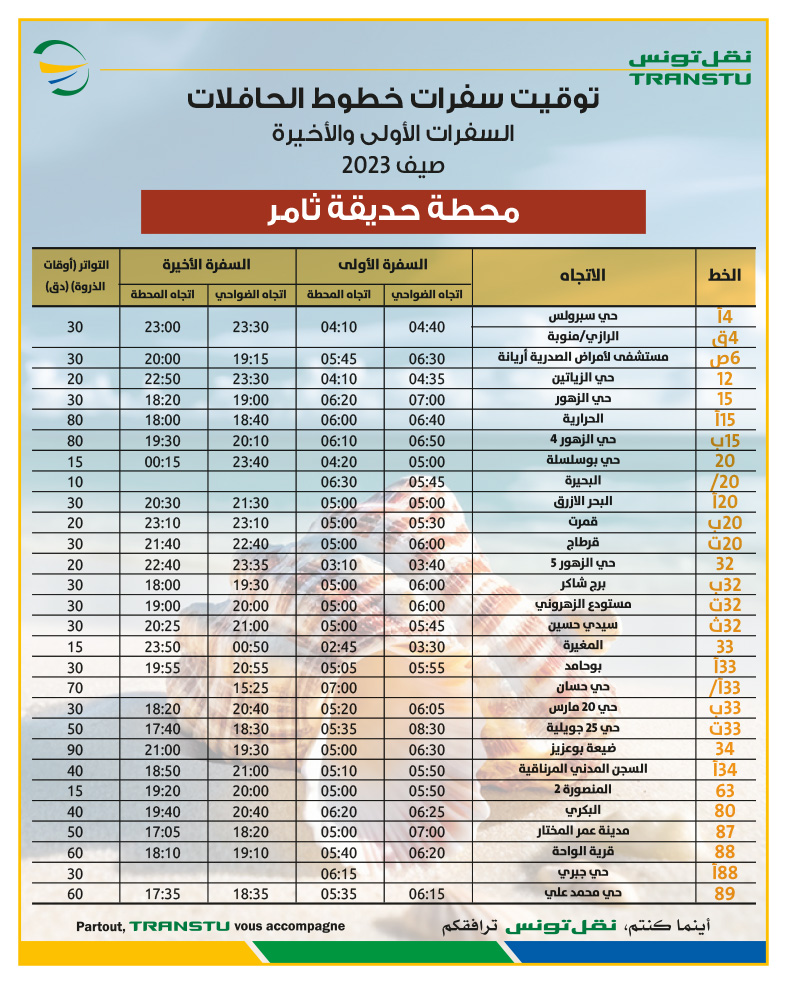 نقل تونس
TRANSTU
توقيت سفرات خطوط الحافلات
السفرات الأولى والأخيرة
صيف 2023
محطة حديقة ثامر
الخط الاتجاه السفرة الأولى السفرة الأخيرة التواتر (أوقات الذروة) (دق)
اتجاه الضواحي اتجاه المحطة اتجاه الضواحي اتجاه المحطة
4أ حي سبرولس 04:40 04:10 23:30 23:00 30
4ق الرازي/منوبة
6ص مستشفى لأمراض الصدرية أريانة 06:30 05:45 19:15 20:00 30
12 حي الزياتين 04:35 04:10 23:30 22:50 20
15 حي الزهور 07:00 06:20 19:00 18:20 30
15أ الحرارية 06:40 06:00 18:40 18:00 80
15ب حي الزهور 4 06:50 06:10 20:10 19:30 80
20 حي بوسلسلة 05:00 04:20 23:40 00:15 15
20/ البحيرة 05:45 06:30 10
20أ البحر الازرق 05:00 05:00 21:30 20:30 30
20ب قمرت 05:30 05:00 23:10 23:10 20
20ت قرطاج 06:00 05:00 22:40 21:40 30
32 حي الزهور 5 03:40 03:10 23:35 22:40 20
32ب برج شاكر 06:00 05:00 19:30 18:00 30
32ت مستودع الزهروني 06:00 05:00 20:00 19:00 30
32ث سيدي حسين 05:45 05:00 21:00 20:25 30
33 المغيرة 03:30 02:45 00:50 23:50 15
33أ بوحامد 05:55 05:05 20:55 19:55 30
33أ/ حي حسان 07:00 15:25 70
33ب حي 20 مارس 06:05 05:20 20:40 18:20 30
33ت حي 25 جويلية 08:30 05:35 18:30 17:40 50
34 ضيعة بوعزيز 06:30 05:00 19:30 21:00 90
34أ السجن المدني المرناقية 05:50 05:10 21:00 18:50 40
63 المنصورة 2 05:50 05:00 20:00 19:20 15
80 البكري 06:25 06:20 20:40 19:40 40
87 مدينة عمر المختار 07:00 05:00 18:20 17:05 50
88 قرية الواحة 06:20 05:40 19:10 18:10 60
88أ حي جبري 06:15 30
89 حي محمد علي 06:15 05:35 18:35 17:35 60
أينما كنتم، نقل تونس ترافقكم
Partout, TRANSTU vous accompagne